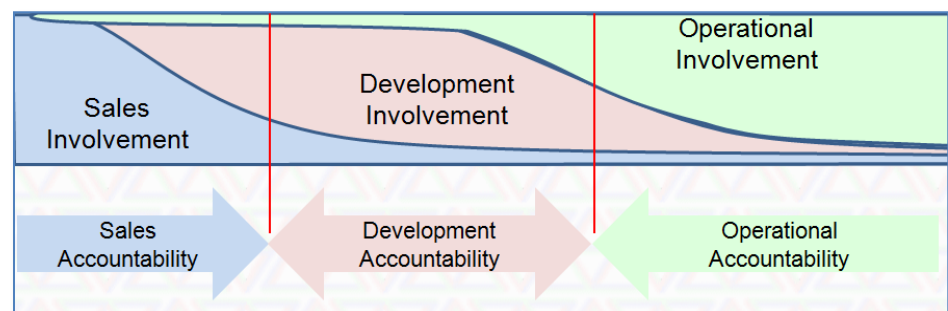 Operational
Involvement
Development
Involvement
Sales
Involvement
Sales
Accountability
Development
Accountability
Operational
Accountability